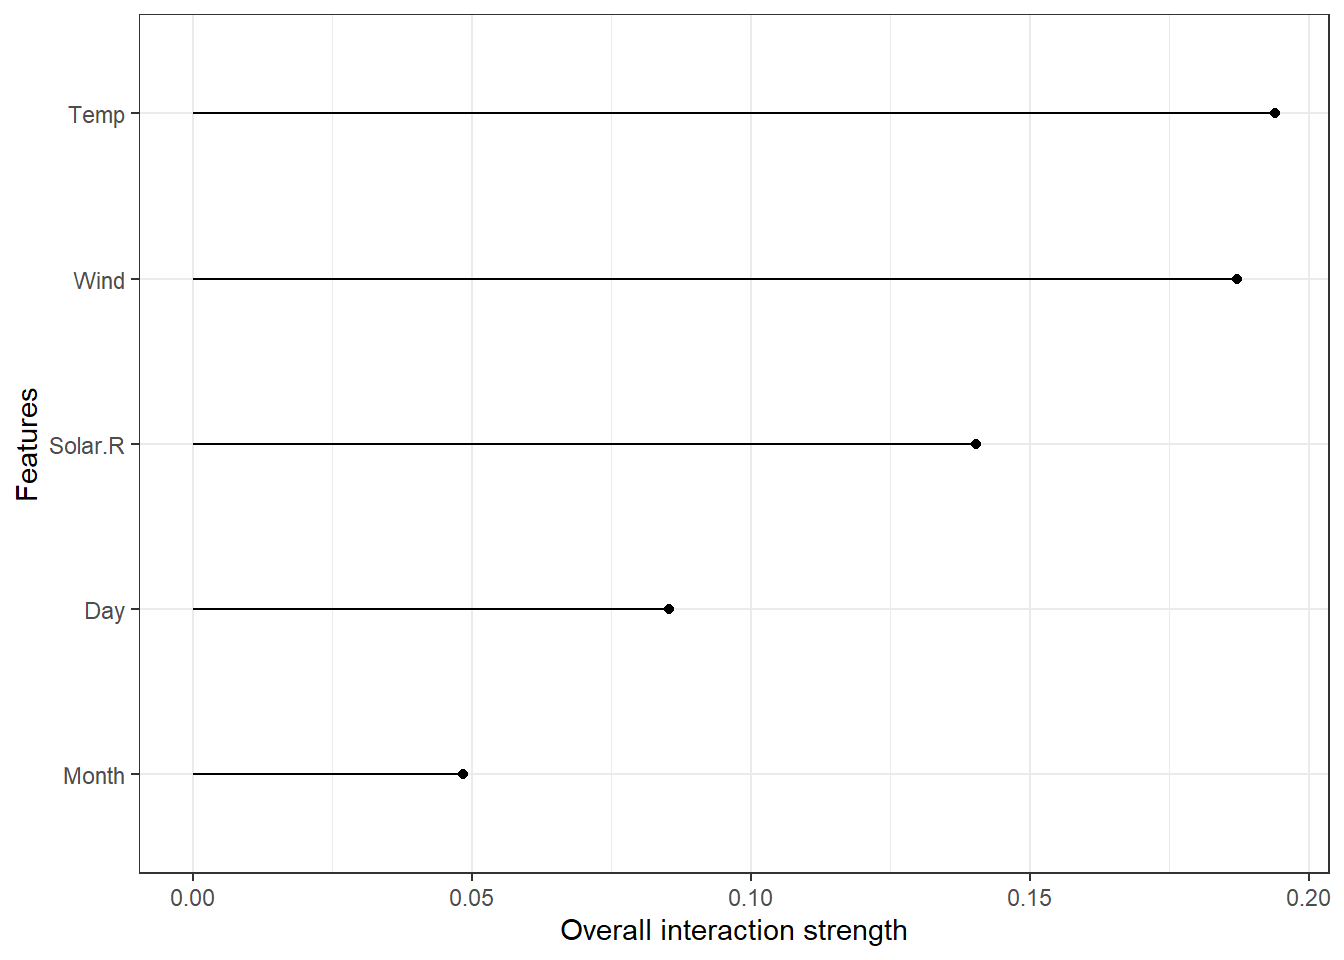 Temp
Wind
Solar.R
Day
Month
Features
0.00 0.05 0.10 0.15 0.20
Overall interaction strength